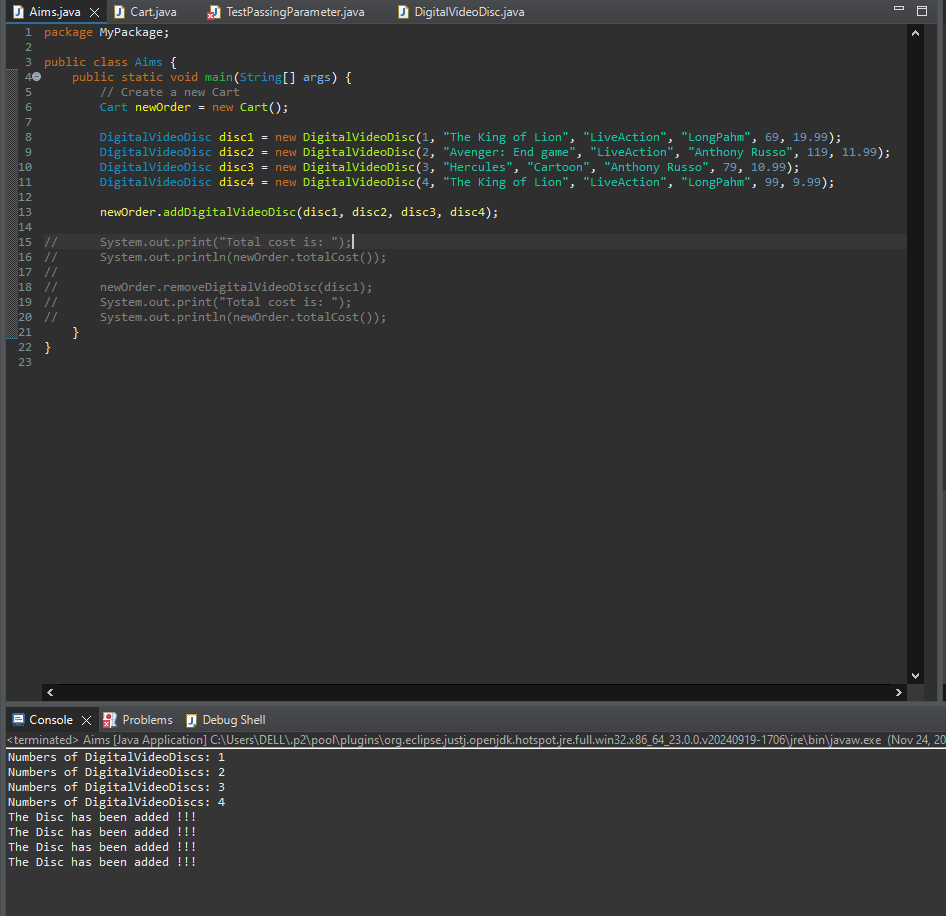 Aims.java Cart.java TestPassingParameter.java DigitalVideoDisc.java
1 package MyPackage;
2
3 public class Aims {
4 public static void main(String[] args) {
5 // Create a new Cart
6 Cart newOrder = new Cart();
7
8 DigitalVideoDisc disc1 = new DigitalVideoDisc(1, "The King of Lion", "LiveAction", "LongPahm", 69, 19.99);
9 DigitalVideoDisc disc2 = new DigitalVideoDisc(2, "Avenger: End game", "LiveAction", "Anthony Russo", 119, 11.99);
10 DigitalVideoDisc disc3 = new DigitalVideoDisc(3, "Hercules", "Cartoon", "Anthony Russo", 79, 10.99);
11 DigitalVideoDisc disc4 = new DigitalVideoDisc(4, "The King of Lion", "LiveAction", "LongPahm", 99, 9.99);
12
13 newOrder.addDigitalVideoDisc(disc1, disc2, disc3, disc4);
14
15 // System.out.print("Total cost is: ");
16 // System.out.println(newOrder.totalCost());
17 //
18 // newOrder.removeDigitalVideoDisc(disc1);
19 // System.out.print("Total cost is: ");
20 // System.out.println(newOrder.totalCost());
21 }
22 }
23
Console Problems Debug Shell
<terminated> Aims [Java Application] C:\Users\DELL\.p2\pool\plugins\org.eclipse.justj.openjdk.hotspot.jre.full.win32.x86_64_23.0.0.v20240919-1706\jre\bin\javaw.exe (Nov 24, 20
Numbers of DigitalVideoDiscs: 1
Numbers of DigitalVideoDiscs: 2
Numbers of DigitalVideoDiscs: 3
Numbers of DigitalVideoDiscs: 4
The Disc has been added !!!
The Disc has been added !!!
The Disc has been added !!!
The Disc has been added !!!